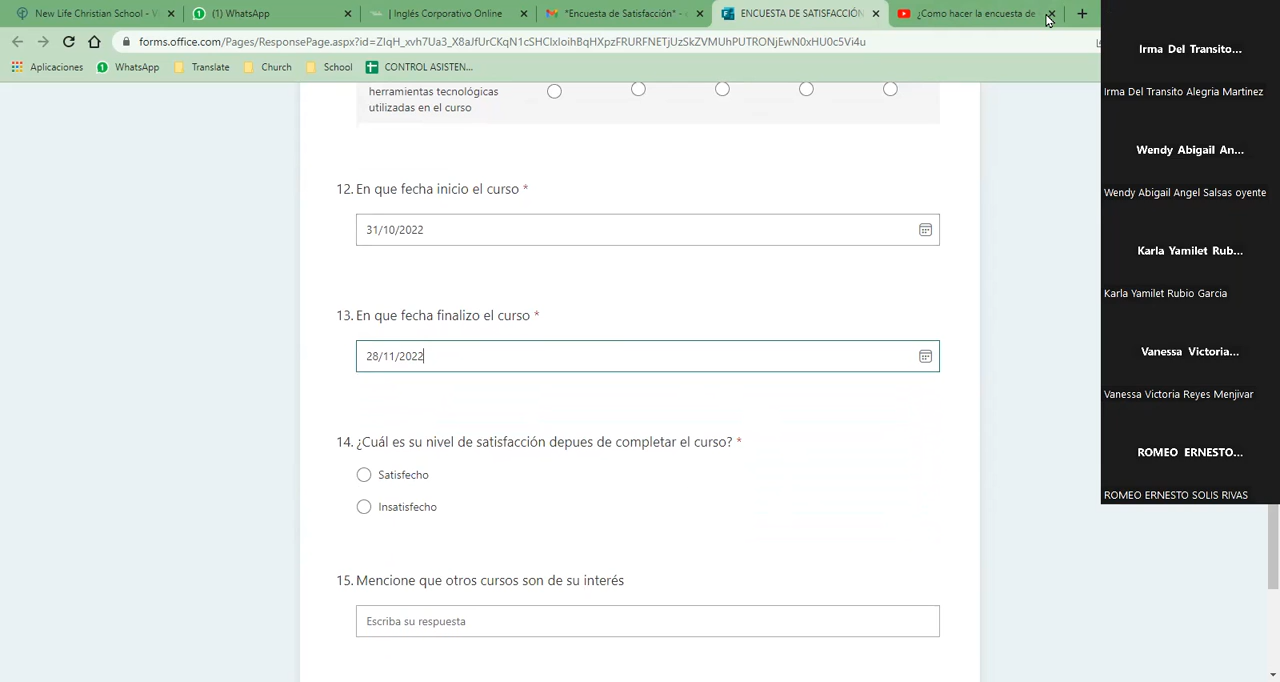 New Life Christian School - V
(1) WhatsApp
| Inglés Corporativo Online
*Encuesta de Satisfacción* -
ENCUESTA DE SATISFACCIÓN
¿Como hacer la encuesta de
forms.office.com/Pages/ResponsePage.aspx?id=ZIqH_xvh7Ua3_X8aJfUrCKqN1cSHCIxIoihBqHXpzFRURFNETjUzSkZVMUhPUTRONjEwN0xHU0c5Vi4u
Aplicaciones
WhatsApp
Translate
Church
School
CONTROL ASISTEN...
herramientas tecnológicas
utilizadas en el curso
12. En que fecha inicio el curso *
31/10/2022
13. En que fecha finalizo el curso *
28/11/2022
14. ¿Cuál es su nivel de satisfacción depues de completar el curso? *
Satisfecho
Insatisfecho
15. Mencione que otros cursos son de su interés
Escriba su respuesta
Irma Del Transito...
Irma Del Transito Alegria Martinez
Wendy Abigail An...
Wendy Abigail Angel Salsas oyente
Karla Yamilet Rub...
Karla Yamilet Rubio Garcia
Vanessa Victoria...
Vanessa Victoria Reyes Menjivar
ROMEO ERNESTO...
ROMEO ERNESTO SOLIS RIVAS